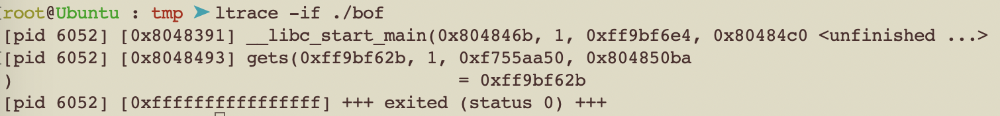 root@Ubuntu : tmp ➤ ltrace -if ./bof
[pid 6052] [0x8048391] __libc_start_main(0x804846b, 1, 0xff9bf6e4, 0x80484c0 <unfinished ...>
[pid 6052] [0x8048493] gets(0xff9bf62b, 1, 0xf755aa50, 0x804850ba
) = 0xff9bf62b
[pid 6052] [0xffffffffffffffff] +++ exited (status 0) +++